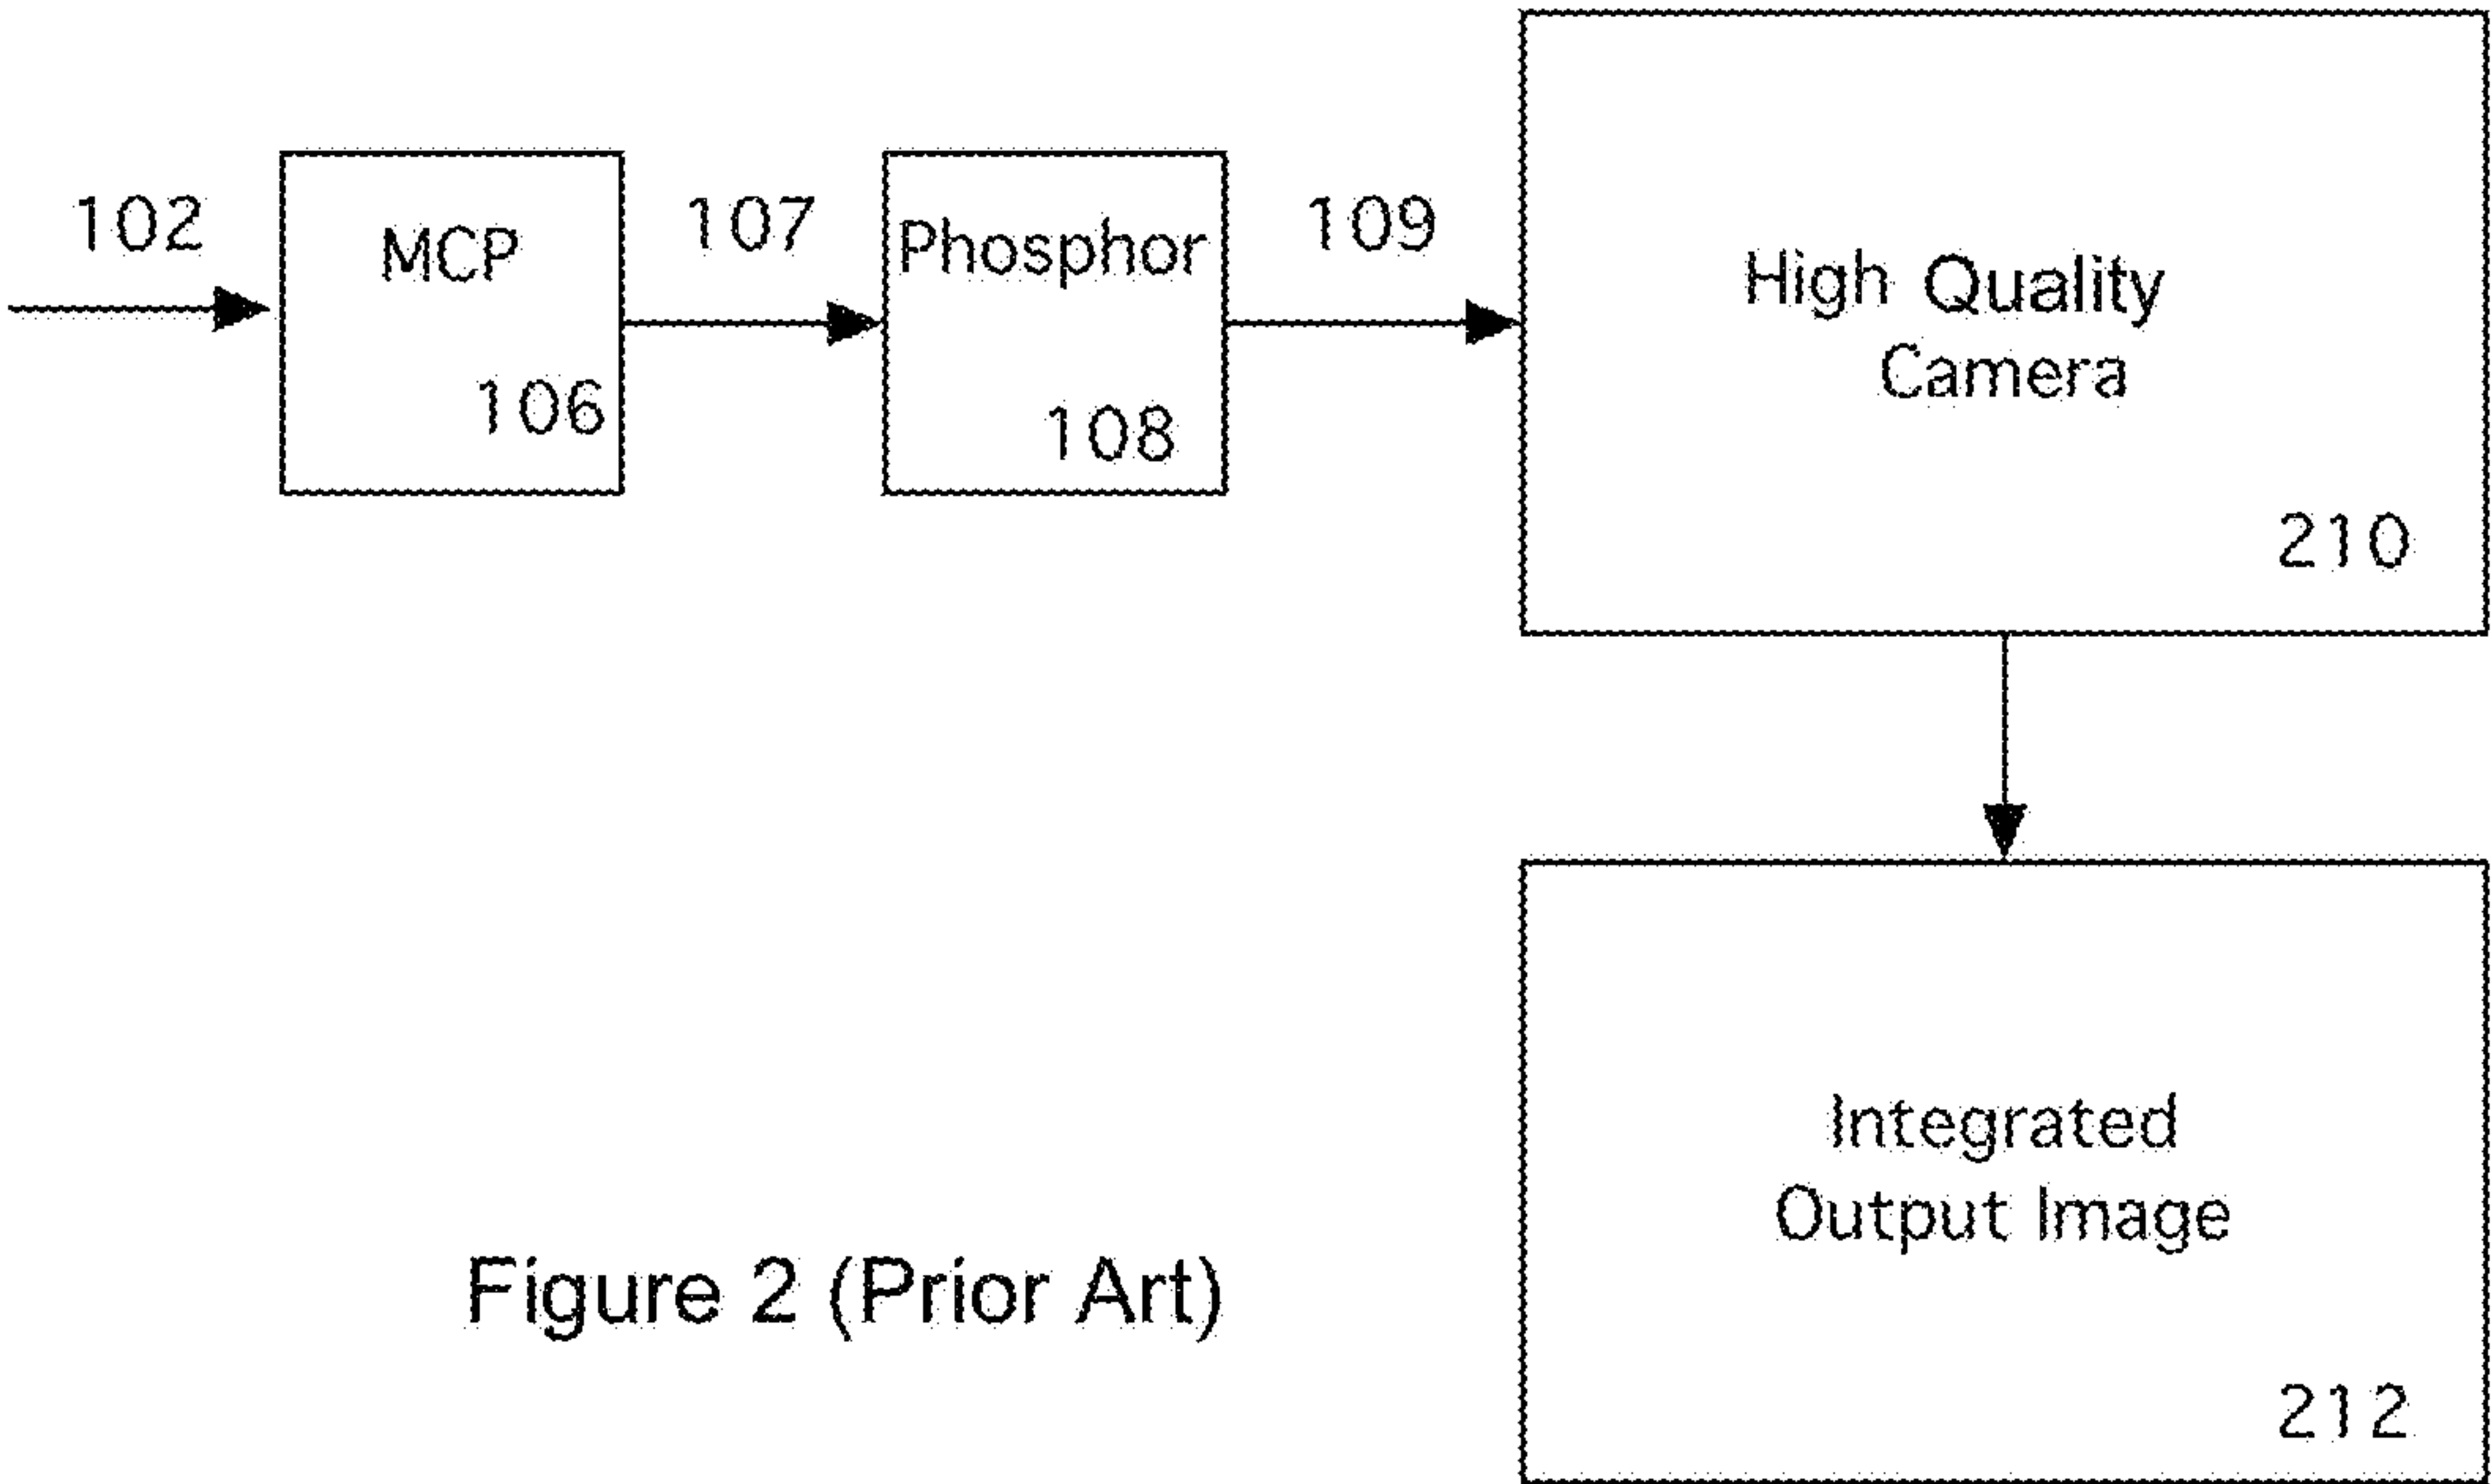 102
MCP
106
107
Phosphor
108
109
High Quality
Camera
210
Integrated
Output Image
212
Figure 2 (Prior Art)